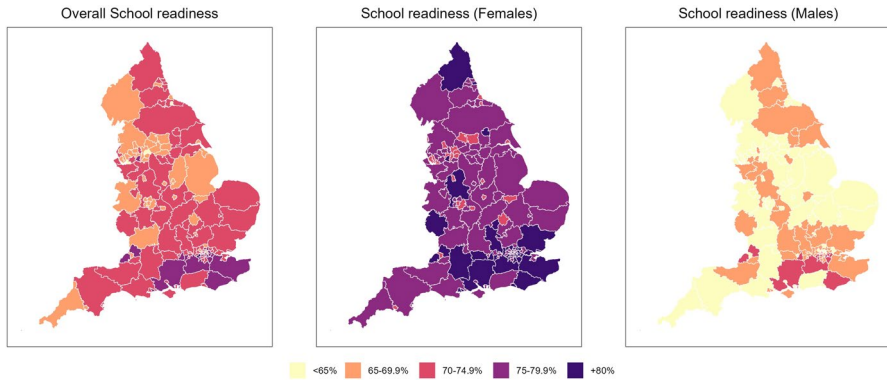 Overall School readiness
School readiness (Females)
School readiness (Males)
<65%
65-69.9%
70-74.9%
75-79.9%
+80%